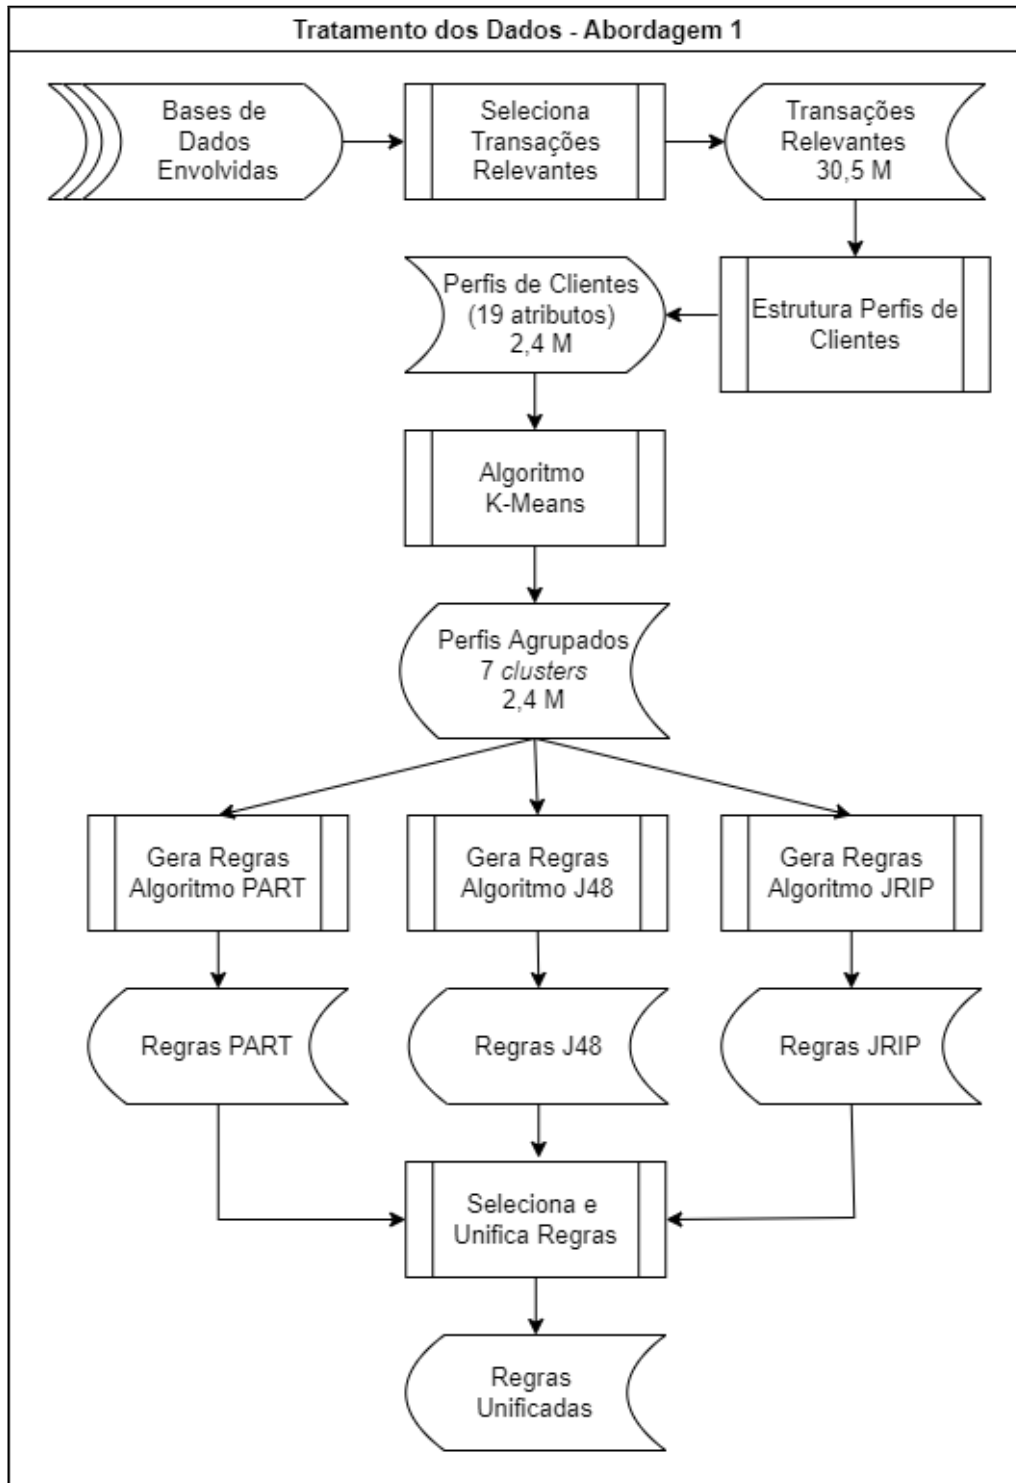 Tratamento dos Dados - Abordagem 1
Bases de
Dados
Envolvidas
Seleciona
Transações
Relevantes
Transações
Relevantes
30,5 M
Perfis de Clientes
(19 atributos)
2,4 M
Estrutura Perfis de
Clientes
Algoritmo
K-Means
Perfis Agrupados
7 clusters
2,4 M
Gera Regras
Algoritmo PART
Gera Regras
Algoritmo J48
Gera Regras
Algoritmo JRIP
Regras PART
Regras J48
Regras JRIP
Seleciona e
Unifica Regras
Regras
Unificadas